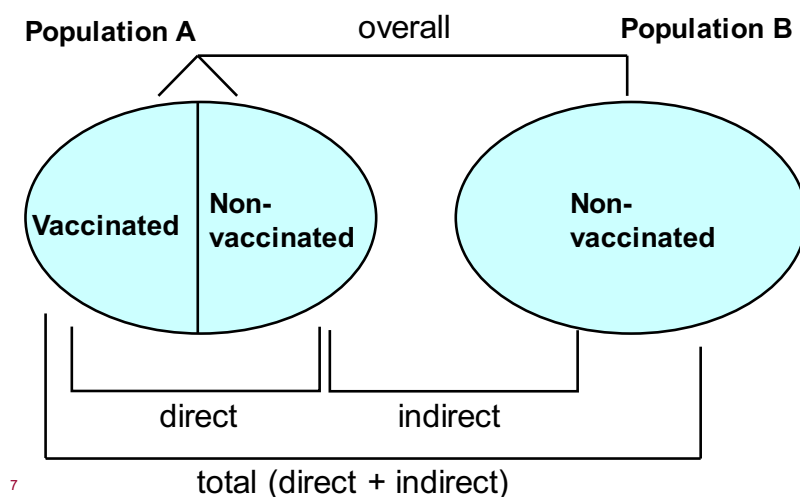 Population A
overall
Population B
Vaccinated
Non-
vaccinated
Non-
vaccinated
direct
indirect
total (direct + indirect)
7